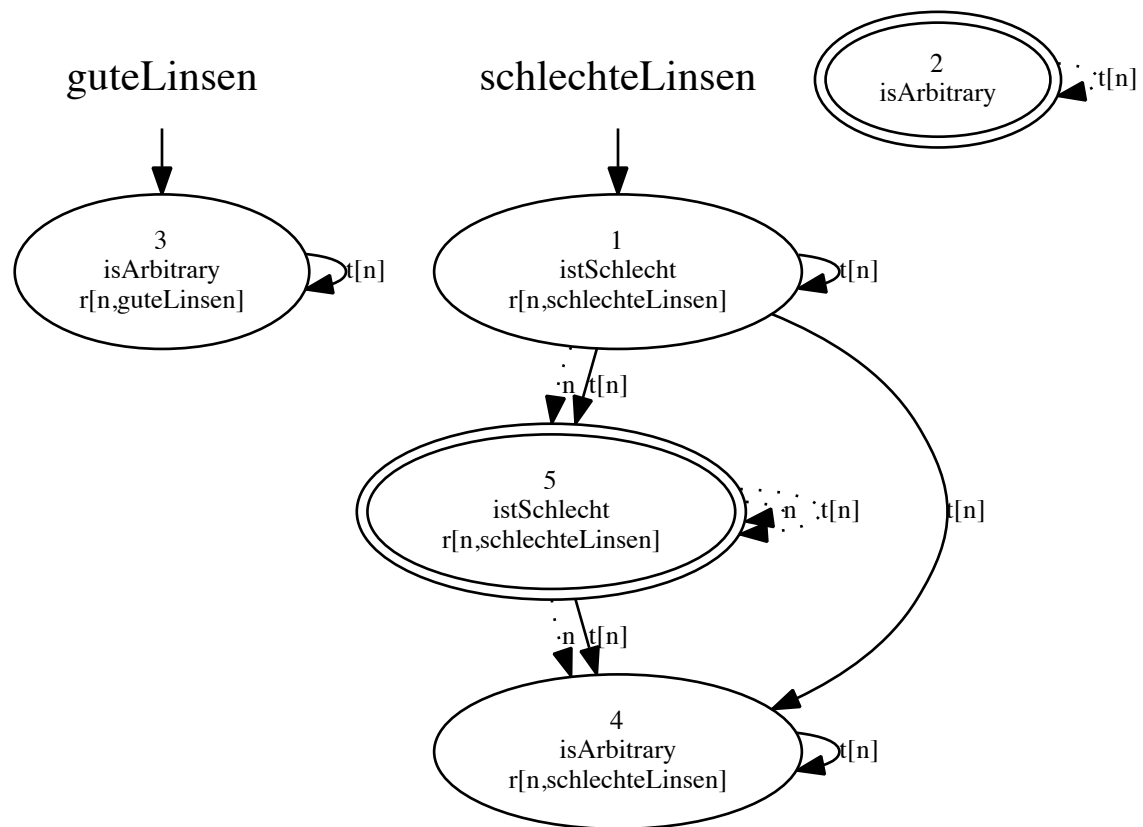 guteLinsen
schlechteLinsen
2
isArbitrary
t[n]
3
isArbitrary
r[n,guteLinsen]
t[n]
1
istSchlecht
r[n,schlechteLinsen]
t[n]
n
t[n]
5
istSchlecht
r[n,schlechteLinsen]
n
t[n]
t[n]
n
t[n]
4
isArbitrary
r[n,schlechteLinsen]
t[n]